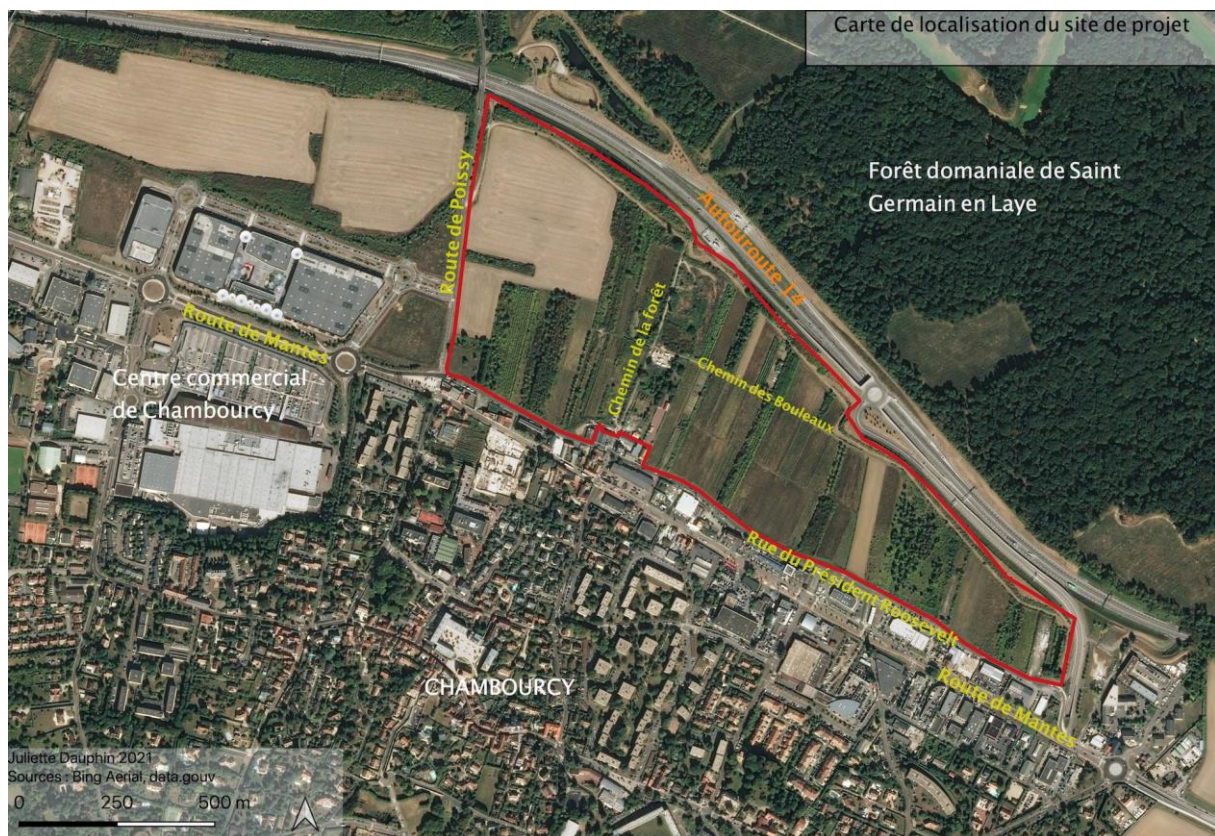 Carte de localisation du site de projet
Forêt domaniale de Saint
Germain en Laye
Route de Poissy
Autouroute 14
Route de Mantes
Chemin de la forêt
Centre commercial
de Chambourcy
Chemin des Bouleaux
Rue du Président Roosevelt
CHAMBOURCY
Route de Mantes
Juliette Dauphin 2021
Sources : Bing Aerial, data.gouv
0 250 500 m